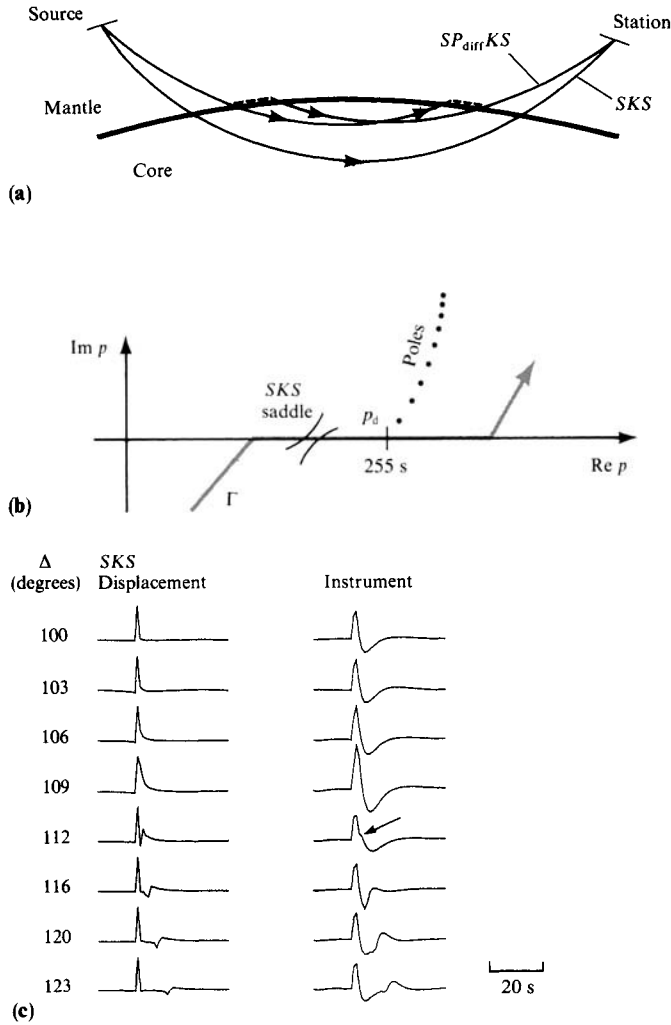 Source
Station
SP_diff KS
SKS
Mantle
Core
(a)
Im p
Poles
SKS
saddle
p_d
255 s
Re p
Γ
(b)
Δ
(degrees)
SKS
Displacement
Instrument
100
103
106
109
112
116
120
123
20 s
(c)